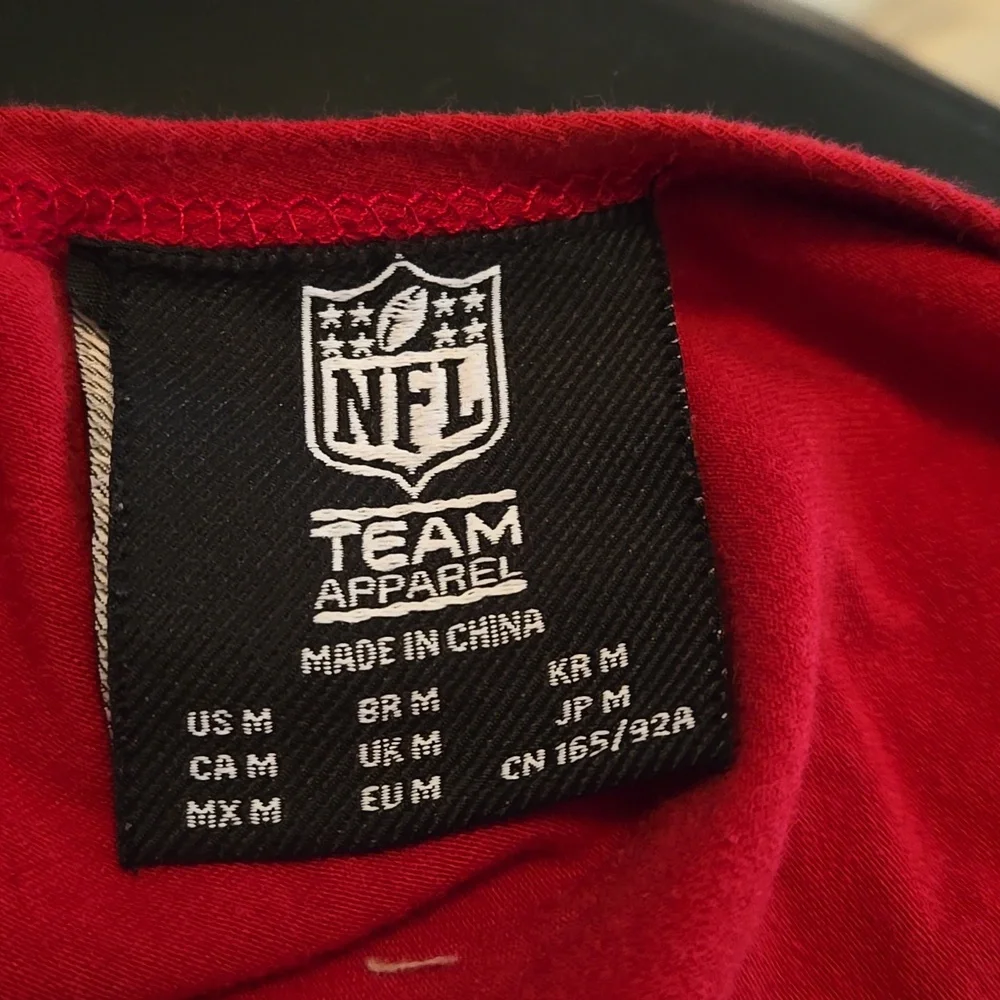 NFL
TEAM
APPAREL
MADE IN CHINA
US M
CA M
MX M
BR M
UK M
EU M
KR M
JP M
CN 165/92A